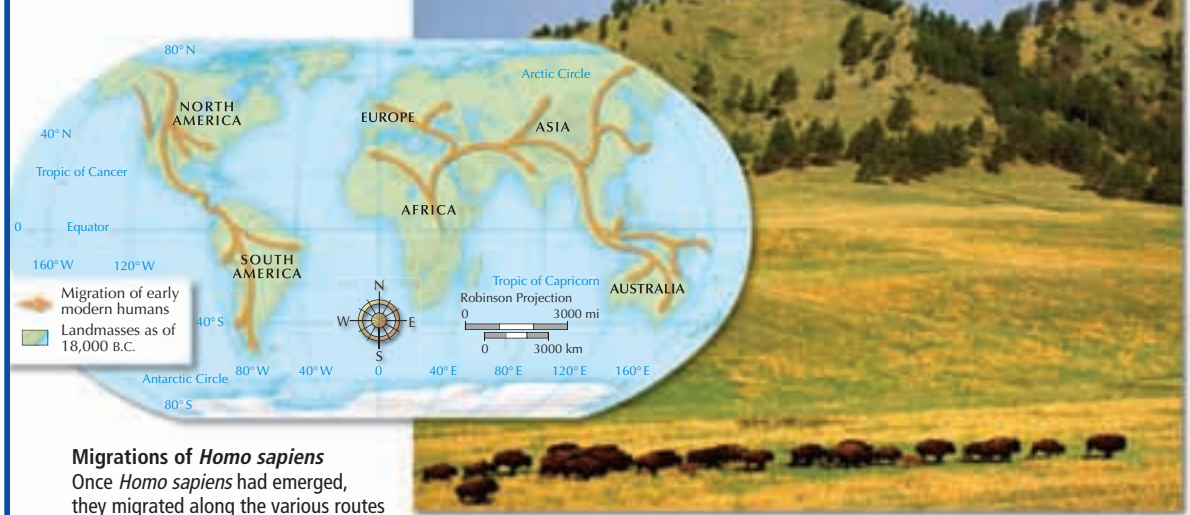 80° N
Arctic Circle
NORTH
AMERICA
EUROPE
ASIA
40° N
Tropic of Cancer
AFRICA
0
Equator
SOUTH
AMERICA
160° W
120° W
Tropic of Capricorn
AUSTRALIA
N
W
E
S
Robinson Projection
0
3000 mi
0
3000 km
Migration of early
modern humans
Landmasses as of
18,000 B.C.
40° S
80° W
40° W
0
40° E
80° E
120° E
160° E
Antarctic Circle
80° S
Migrations of Homo sapiens
Once Homo sapiens had emerged,
they migrated along the various routes